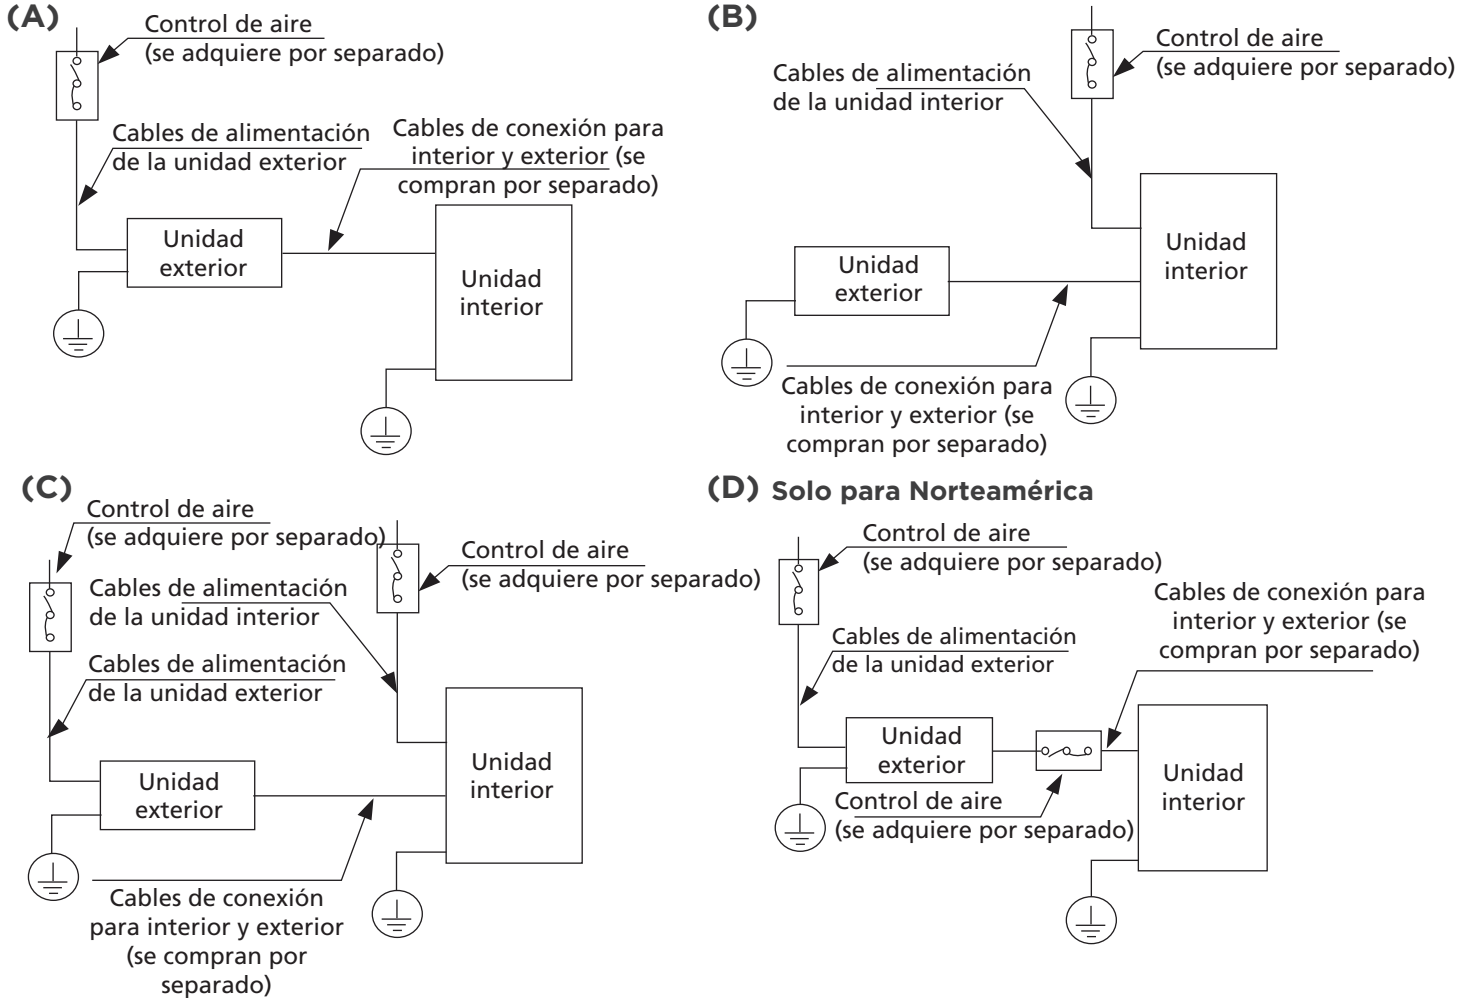 (A)
Control de aire
(se adquiere por separado)
Cables de alimentación
de la unidad exterior
Cables de conexión para
interior y exterior (se
compran por separado)
Unidad
exterior
Unidad
interior
(B)
Control de aire
(se adquiere por separado)
Cables de alimentación
de la unidad interior
Unidad
interior
Unidad
exterior
Cables de conexión para
interior y exterior (se
compran por separado)
(C)
Control de aire
(se adquiere por separado)
Control de aire
(se adquiere por separado)
Cables de alimentación
de la unidad interior
Cables de alimentación
de la unidad exterior
Unidad
exterior
Unidad
interior
Cables de conexión
para interior y exterior
(se compran por
separado)
(D) Solo para Norteamérica
Control de aire
(se adquiere por separado)
Cables de conexión para
interior y exterior (se
compran por separado)
Cables de alimentación
de la unidad exterior
Unidad
exterior
Control de aire
(se adquiere por separado)
Unidad
interior